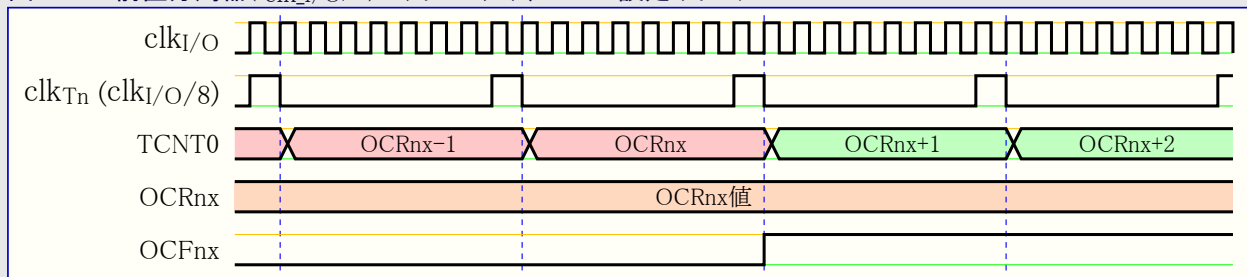 clkI/O
clkTn (clkI/O/8)
TCNT0 OCRnx-1 OCRnx OCRnx+1 OCRnx+2
OCRnx OCRnx値
OCFnx